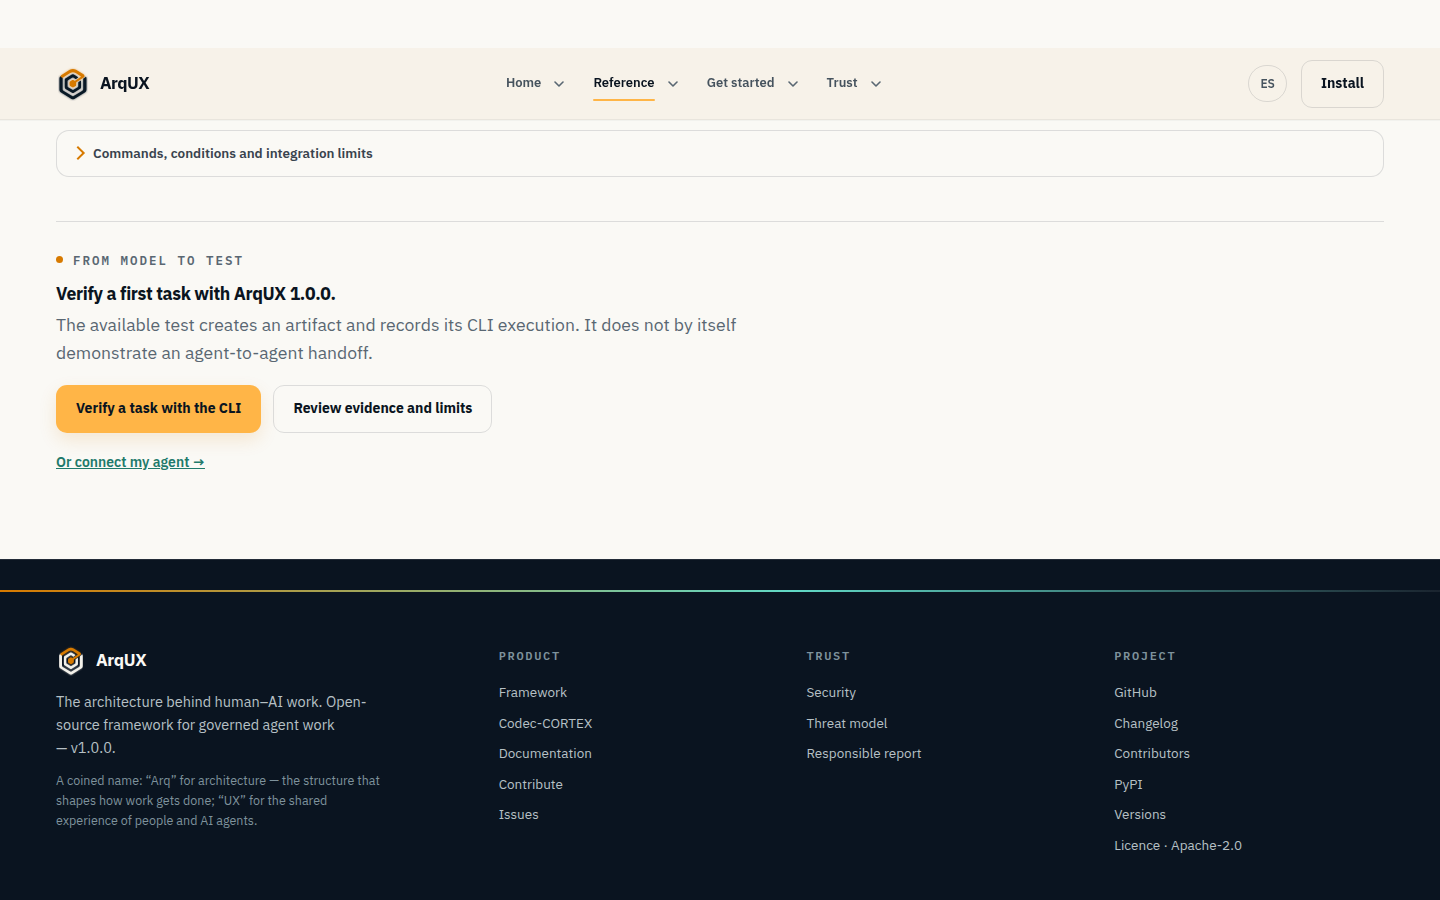 ArqUX
Home
Reference
Get started
Trust
ES
Install
Commands, conditions and integration limits
FROM MODEL TO TEST
Verify a first task with ArqUX 1.0.0.
The available test creates an artifact and records its CLI execution. It does not by itself
demonstrate an agent-to-agent handoff.
Verify a task with the CLI
Review evidence and limits
Or connect my agent →
ArqUX
The architecture behind human–AI work. Open-
source framework for governed agent work
— v1.0.0.
A coined name: “Arq” for architecture — the structure that
shapes how work gets done; “UX” for the shared
experience of people and AI agents.
PRODUCT
Framework
Codec-CORTEX
Documentation
Contribute
Issues
TRUST
Security
Threat model
Responsible report
PROJECT
GitHub
Changelog
Contributors
PyPI
Versions
Licence · Apache-2.0